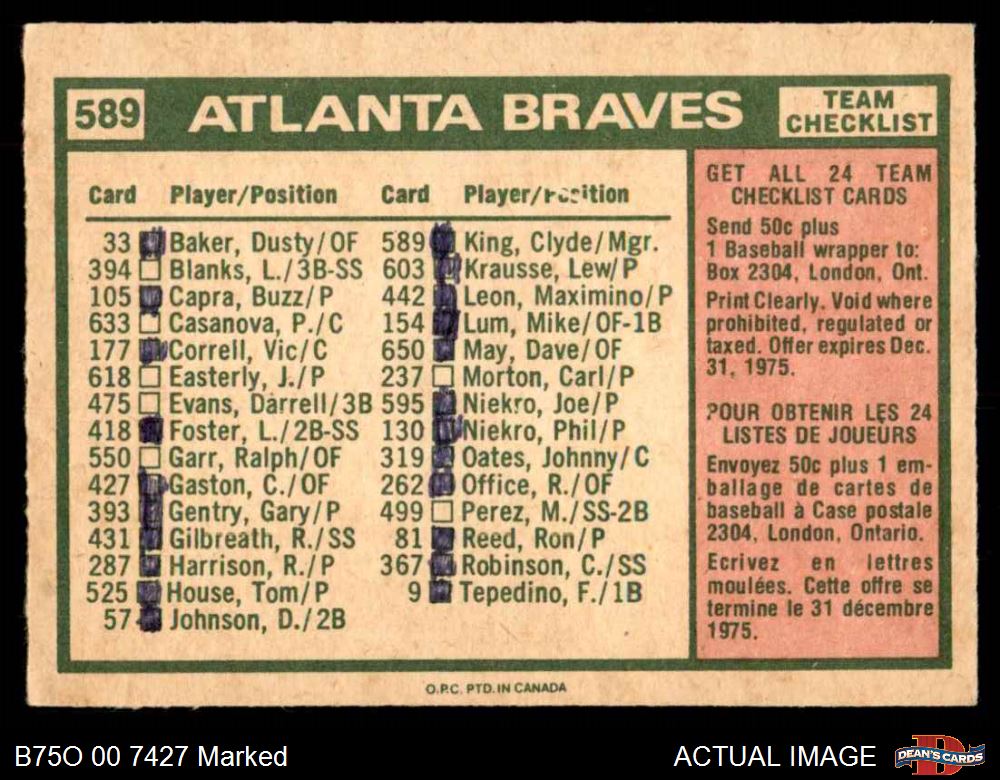 589 ATLANTA BRAVES TEAM CHECKLIST
Card Player/Position
33 Baker, Dusty/OF
394 Blanks, L./3B-SS
105 Capra, Buzz/P
633 Casanova, P./C
177 Correll, Vic/C
618 Easterly, J./P
475 Evans, Darrell/3B
418 Foster, L./2B-SS
550 Garr, Ralph/OF
427 Gaston, C./OF
393 Gentry, Gary/P
431 Gilbreath, R./SS
287 Harrison, R./P
525 House, Tom/P
57 Johnson, D./2B
Card Player/Position
589 King, Clyde/Mgr.
603 Krausse, Lew/P
442 Leon, Maximino/P
154 Lum, Mike/OF-1B
650 May, Dave/OF
237 Morton, Carl/P
595 Niekro, Joe/P
130 Niekro, Phil/P
319 Oates, Johnny/C
262 Office, R./OF
499 Perez, M./SS-2B
81 Reed, Ron/P
367 Robinson, C./SS
9 Tepedino, F./1B
GET ALL 24 TEAM
CHECKLIST CARDS
Send 50c plus
1 Baseball wrapper to:
Box 2304, London, Ont.
Print Clearly. Void where
prohibited, regulated or
taxed. Offer expires Dec.
31, 1975.
POUR OBTENIR LES 24
LISTES DE JOUEURS
Envoyez 50c plus 1 em-
ballage de cartes de
baseball à Case postale
2304, London, Ontario.
Ecrivez en lettres
moulées. Cette offre se
termine le 31 décembre
1975.
O.P.C. PTD. IN CANADA
B75O 00 7427 Marked
ACTUAL IMAGE
DEAN'S CARDS